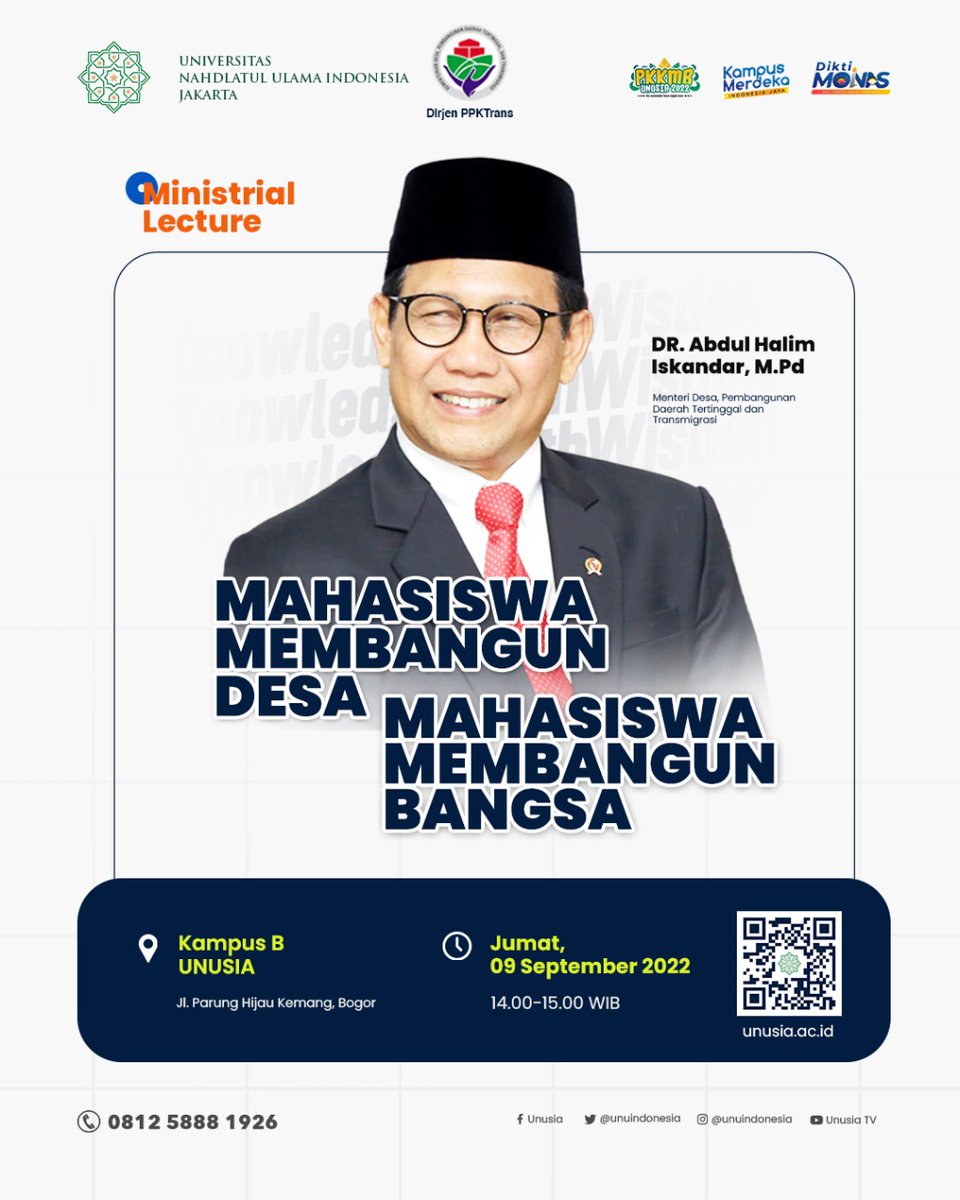 UNIVERSITAS
NAHDLATUL ULAMA INDONESIA
JAKARTA
Dirjen PPKTrans
PKKMB
UNUSIA 2022
Kampus
Merdeka
INDONESIA JAYA
Dikti
MONAS
Ministrial
Lecture
DR. Abdul Halim
Iskandar, M.Pd
Menteri Desa, Pembangunan
Daerah Tertinggal dan
Transmigrasi
MAHASISWA
MEMBANGUN
DESA
MAHASISWA
MEMBANGUN
BANGSA
Kampus B
UNUSIA
Jl. Parung Hijau Kemang, Bogor
Jumat,
09 September 2022
14.00-15.00 WIB
unusia.ac.id
0812 5888 1926
Unusia
@unuindonesia
@unuindonesia
Unusia TV